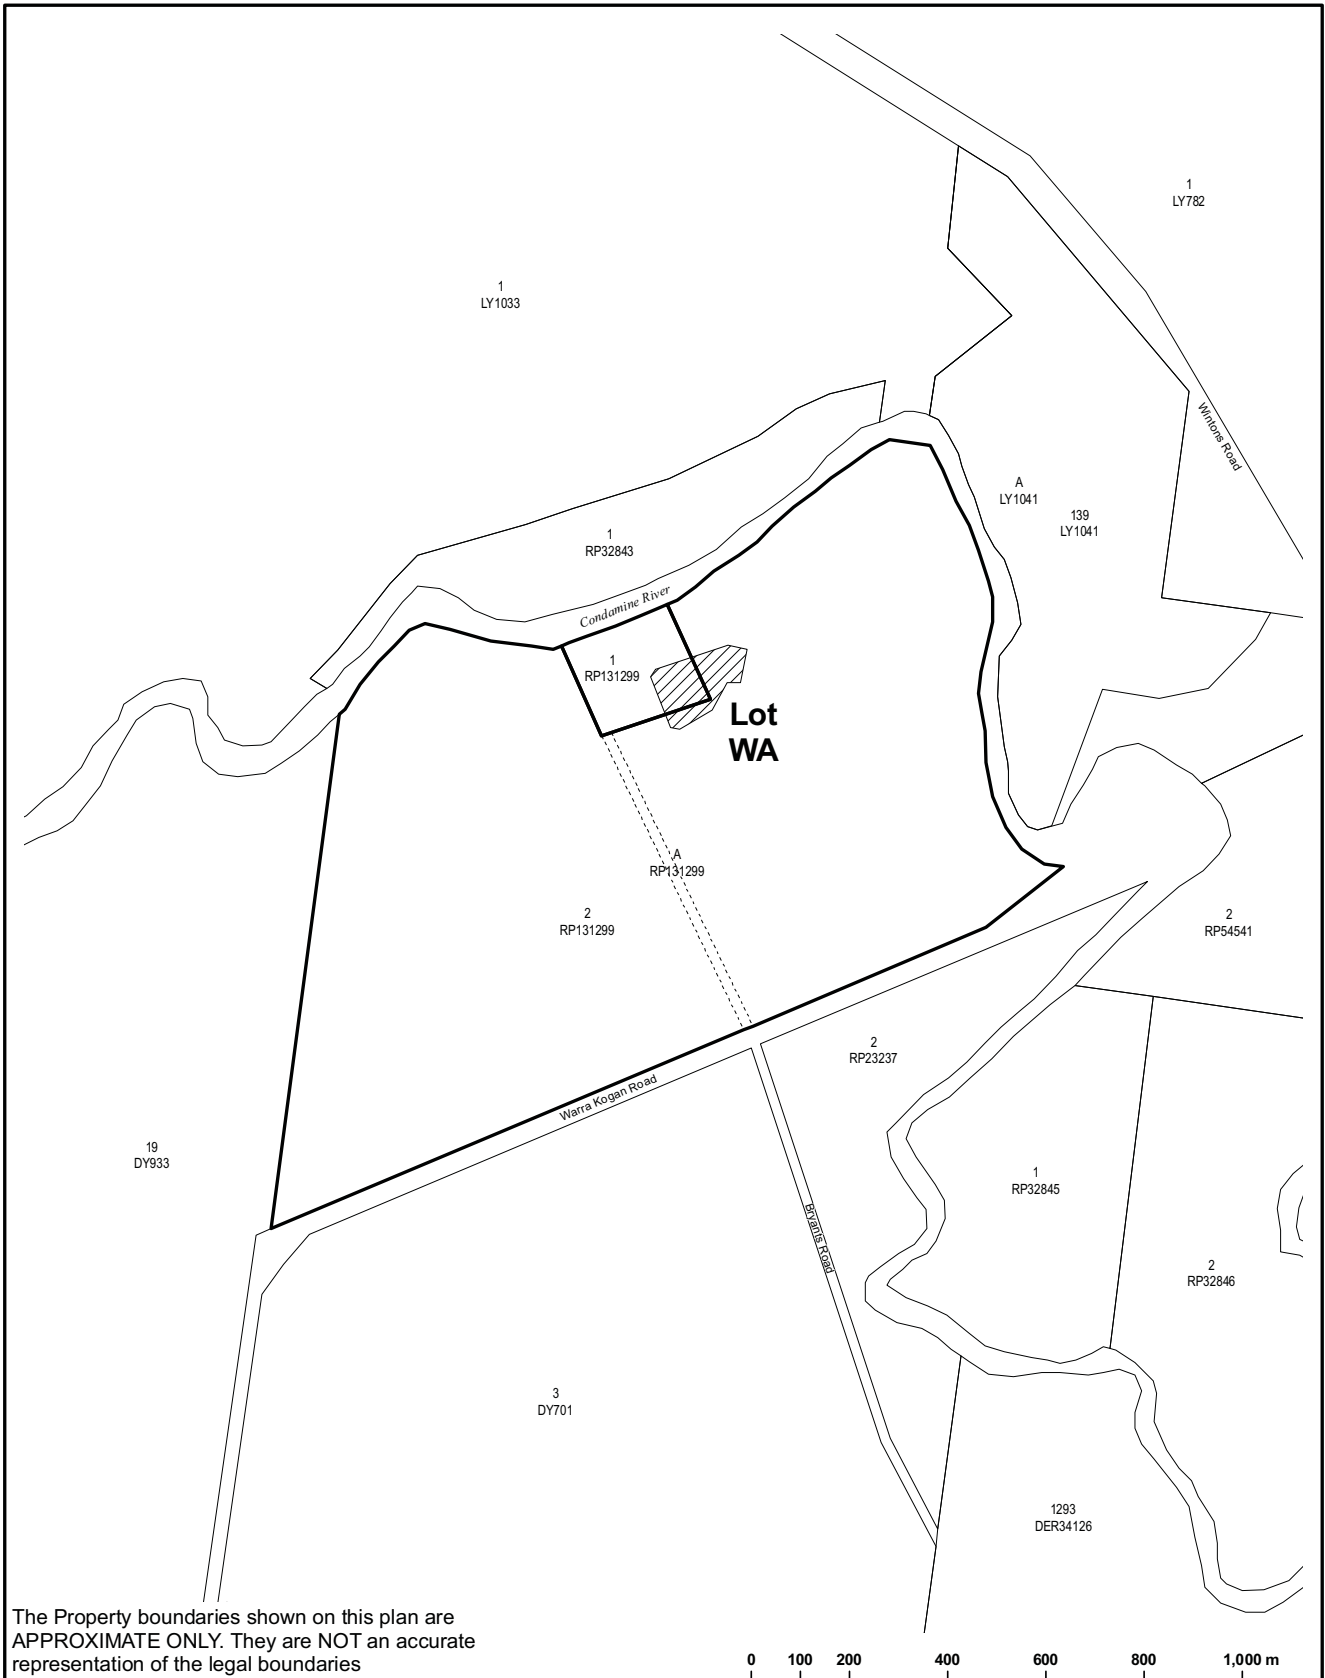 1
LY782
1
LY1033
Wintons Road
A
LY1041
139
LY1041
1
RP32843
Condamine River
1
RP131299
Lot
WA
A
RP131299
2
RP131299
2
RP54541
2
RP23237
Warra Kogan Road
19
DY933
1
RP32845
Bryants Road
2
RP32846
3
DY701
1293
DER34126
The Property boundaries shown on this plan are
APPROXIMATE ONLY. They are NOT an accurate
representation of the legal boundaries
0 100 200 400 600 800 1,000 m